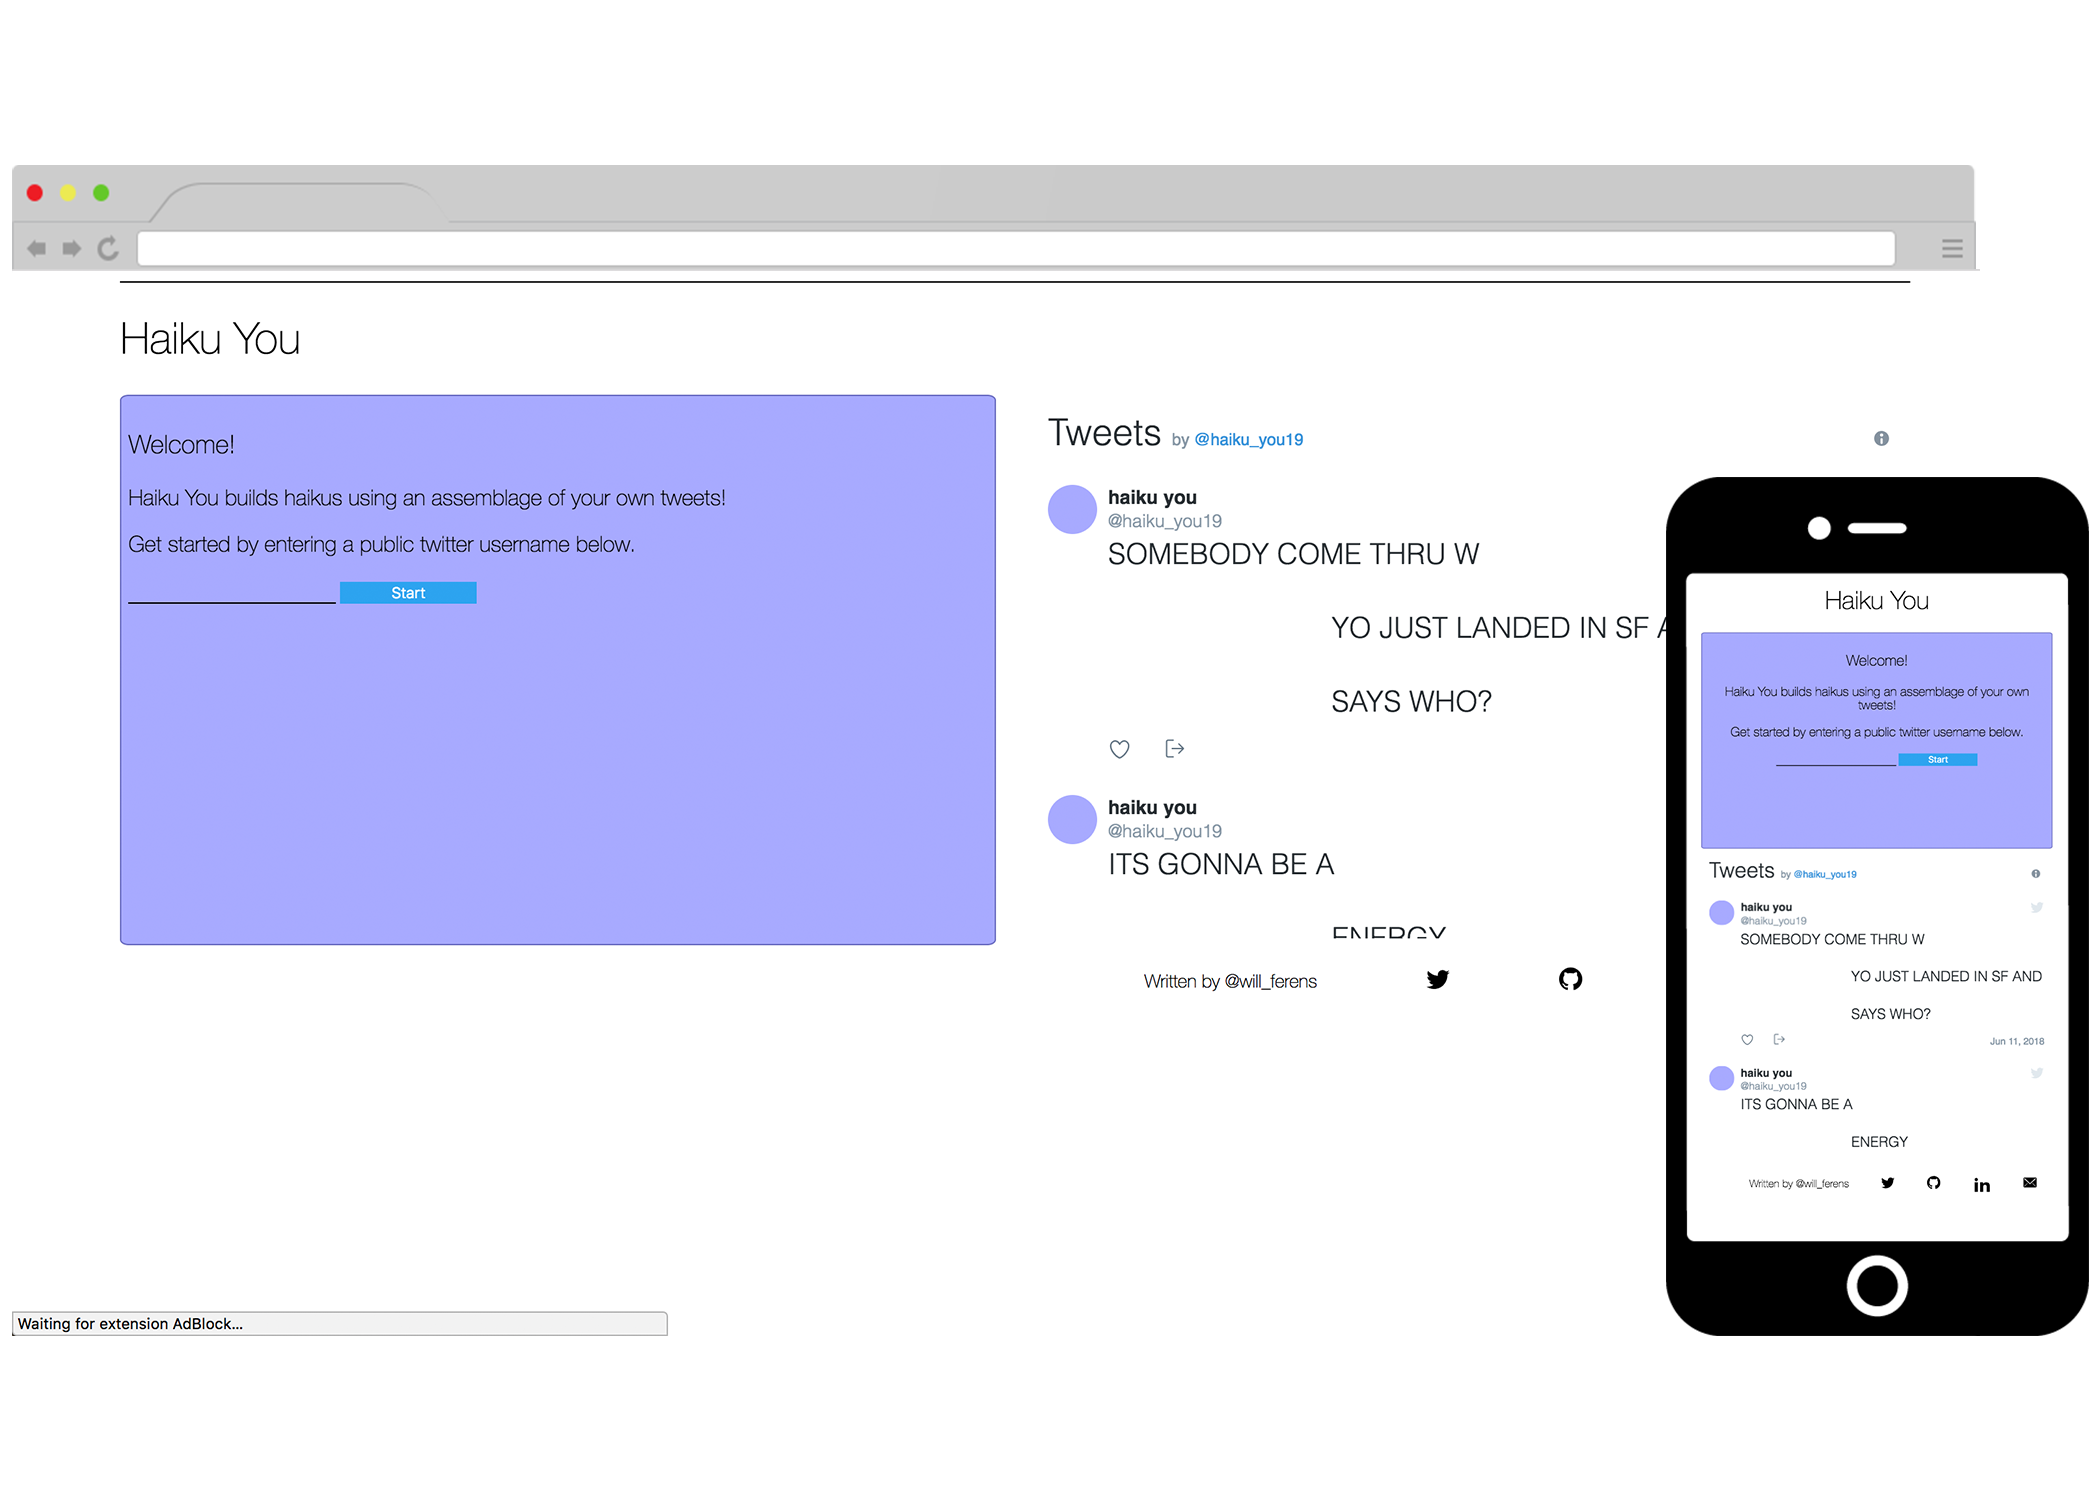 Haiku You
Welcome!
Haiku You builds haikus using an assemblage of your own tweets!
Get started by entering a public twitter username below.
Start
Tweets by @haiku_you19
haiku you
@haiku_you19
SOMEBODY COME THRU W
YO JUST LANDED IN SF A
SAYS WHO?
haiku you
@haiku_you19
ITS GONNA BE A
ENERGY
Written by @will_ferens
Waiting for extension AdBlock...
Haiku You
Welcome!
Haiku You builds haikus using an assemblage of your own
tweets!
Get started by entering a public twitter username below.
Start
Tweets by @haiku_you19
haiku you
@haiku_you19
SOMEBODY COME THRU W
YO JUST LANDED IN SF AND
SAYS WHO?
Jun 11, 2018
haiku you
@haiku_you19
ITS GONNA BE A
ENERGY
Written by @will_ferens
in